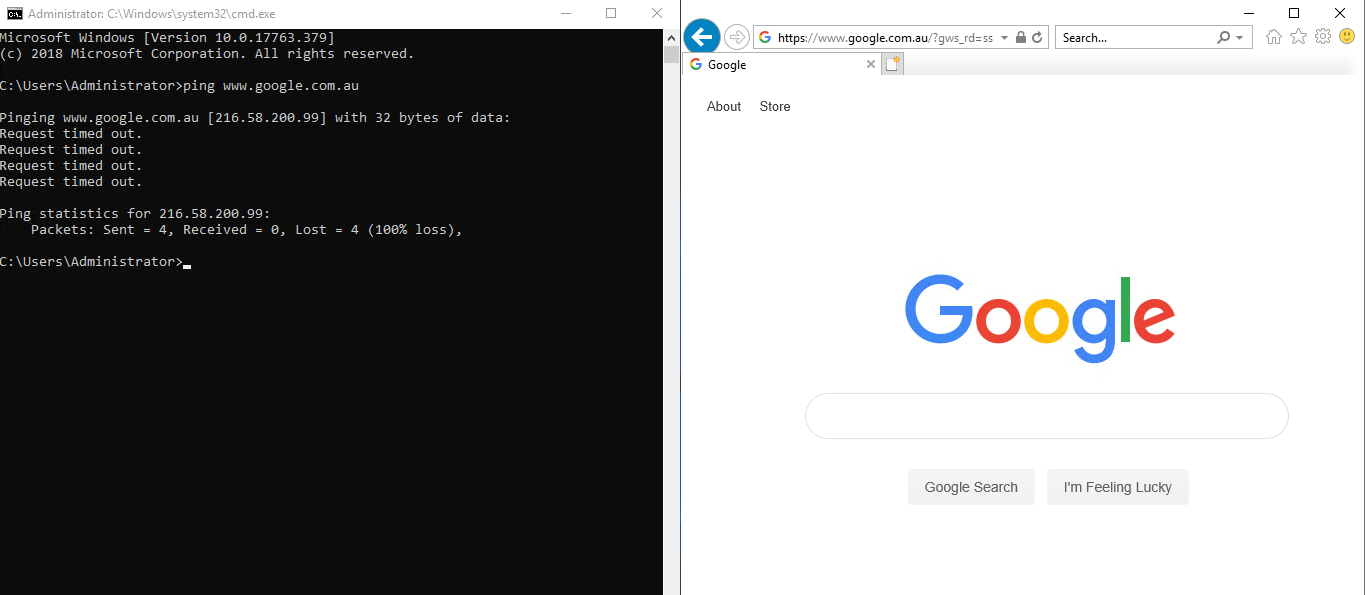 Administrator: C:\Windows\system32\cmd.exe
Microsoft Windows [Version 10.0.17763.379]
(c) 2018 Microsoft Corporation. All rights reserved.
C:\Users\Administrator>ping www.google.com.au
Pinging www.google.com.au [216.58.200.99] with 32 bytes of data:
Request timed out.
Request timed out.
Request timed out.
Request timed out.
Ping statistics for 216.58.200.99:
    Packets: Sent = 4, Received = 0, Lost = 4 (100% loss),
C:\Users\Administrator>
https://www.google.com.au/?gws_rd=ss
Search...
Google
About Store
Google
Google Search I'm Feeling Lucky